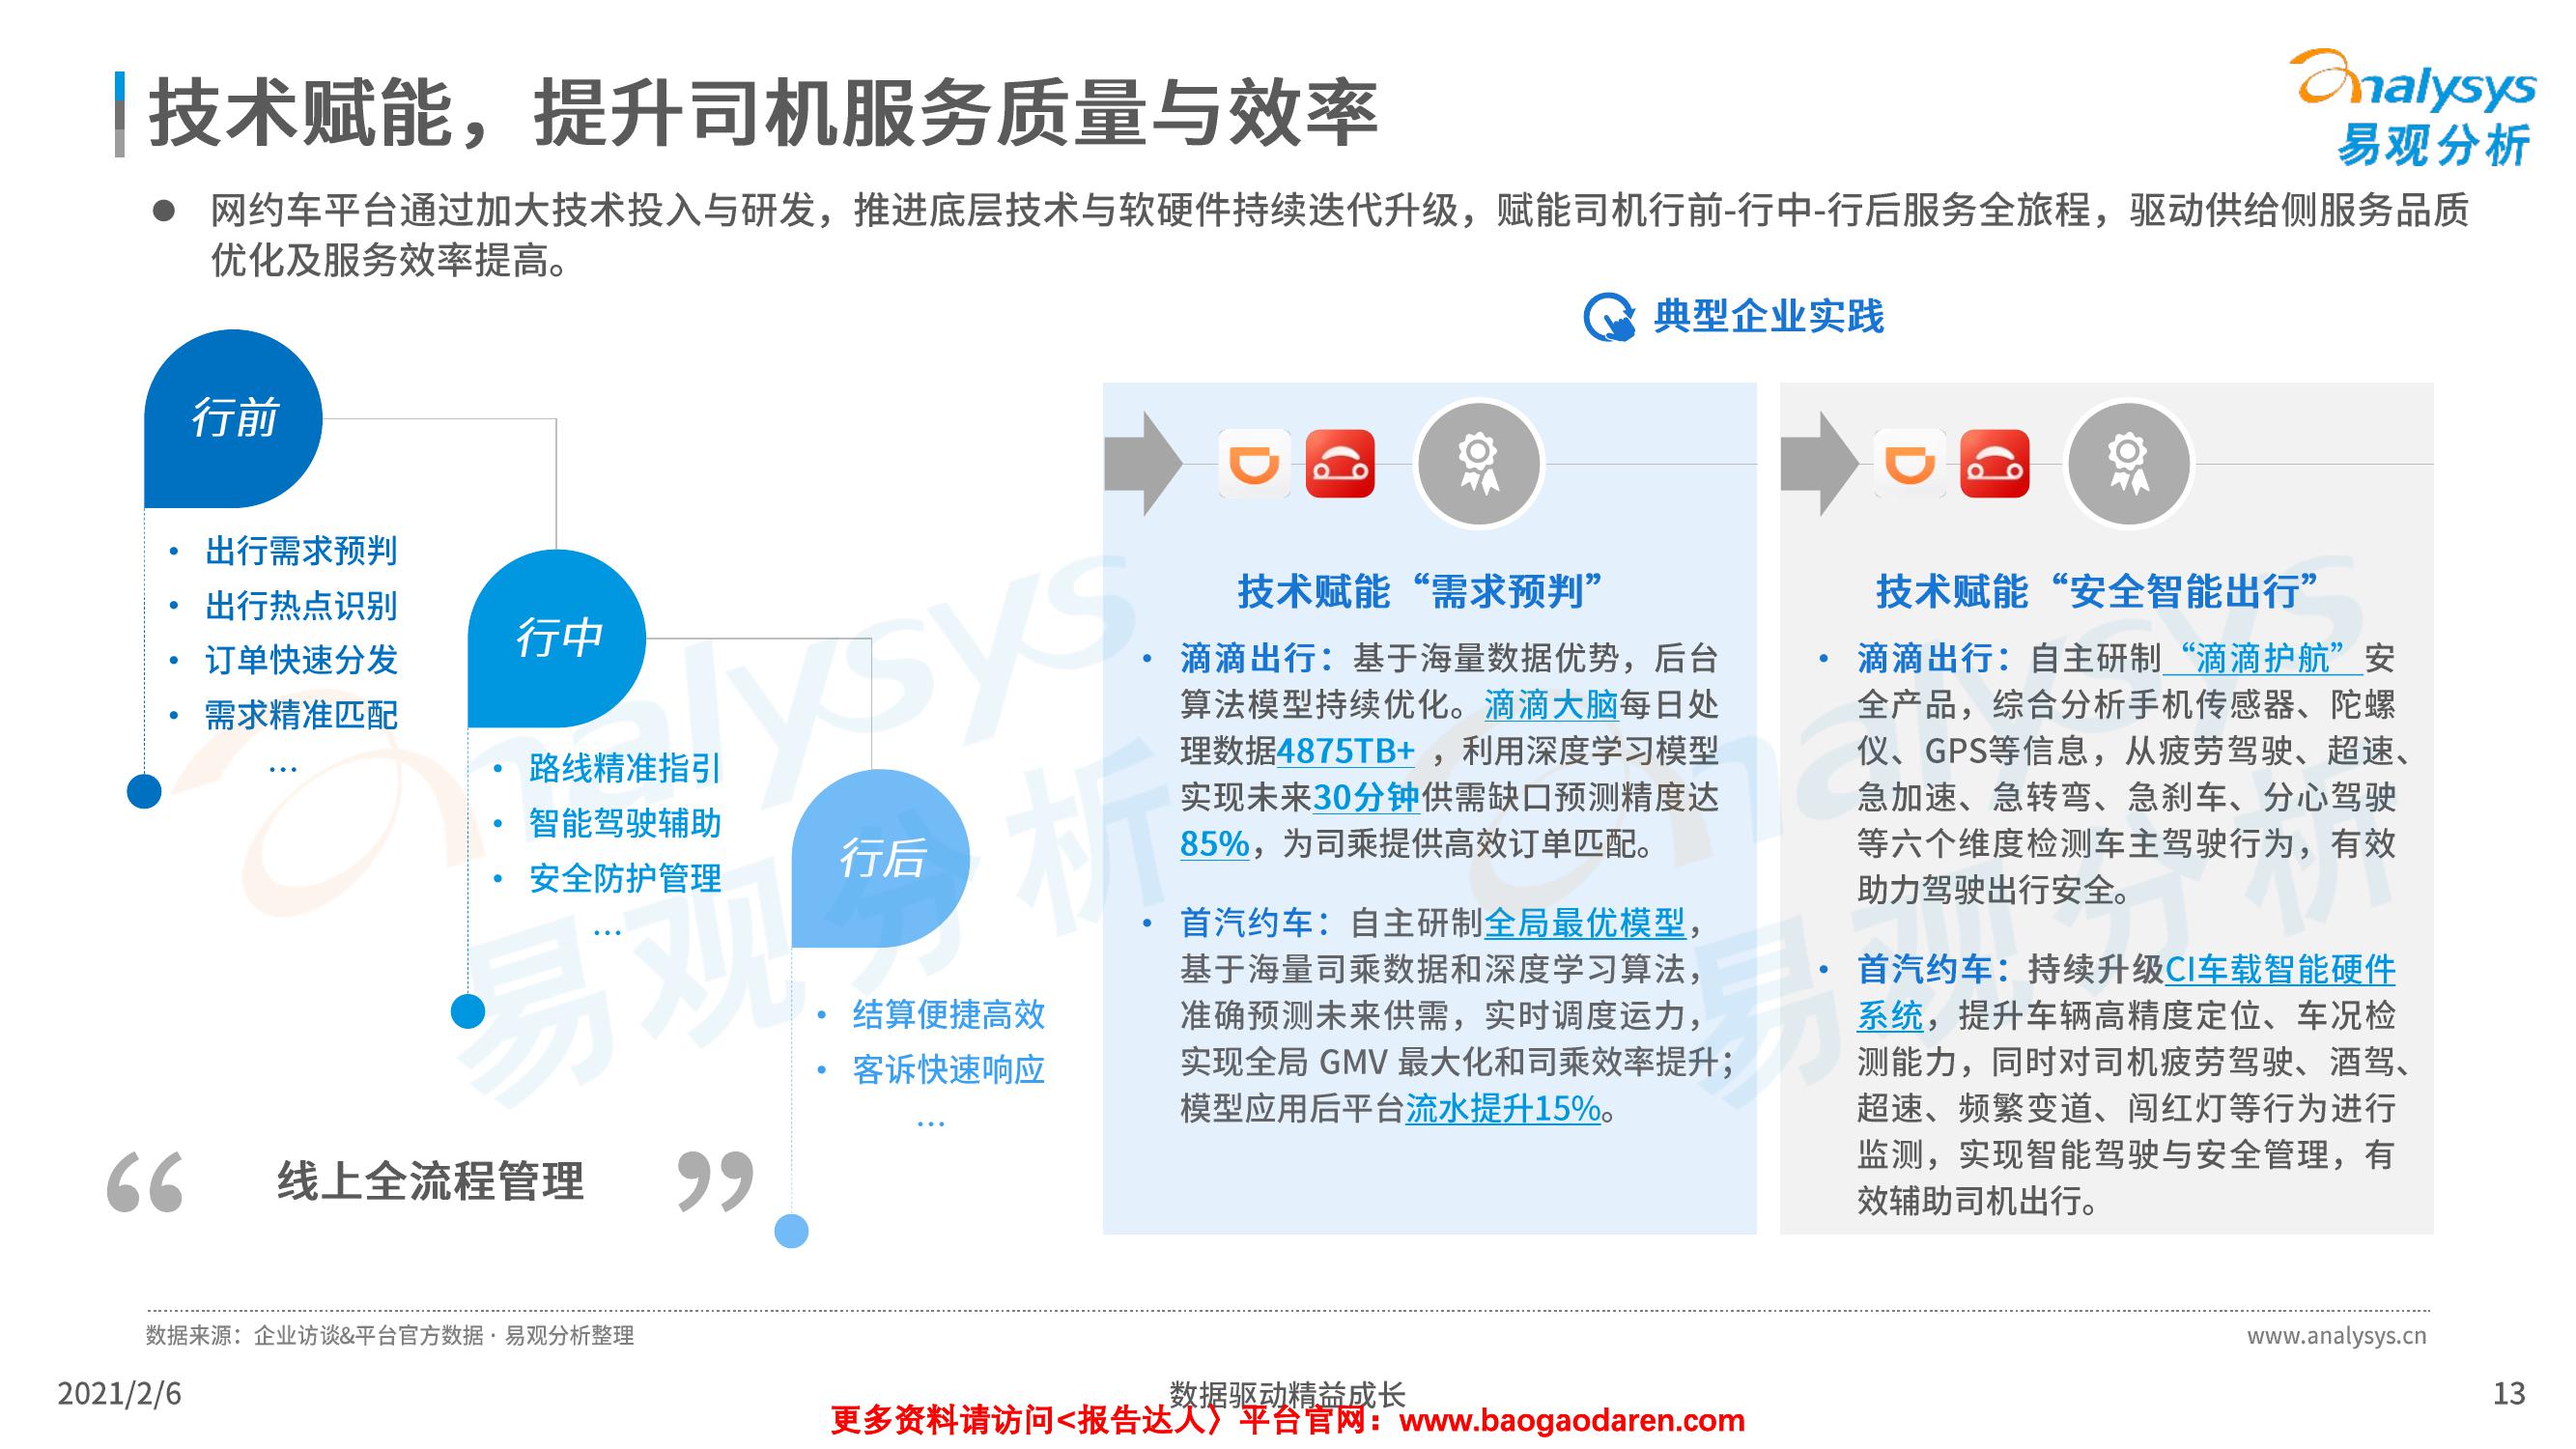 技术赋能，提升司机服务质量与效率
analysys
易观分析
● 网约车平台通过加大技术投入与研发，推进底层技术与软硬件持续迭代升级，赋能司机行前-行中-行后服务全旅程，驱动供给侧服务品质
优化及服务效率提高。
行前
• 出行需求预判
• 出行热点识别
• 订单快速分发
• 需求精准匹配
...
行中
• 路线精准指引
• 智能驾驶辅助
• 安全防护管理
...
行后
• 结算便捷高效
• 客诉快速响应
...
“ 线上全流程管理 ”
典型企业实践
技术赋能“需求预判”
• 滴滴出行：基于海量数据优势，后台
算法模型持续优化。滴滴大脑每日处
理数据4875TB+ ，利用深度学习模型
实现未来30分钟供需缺口预测精度达
85%，为司乘提供高效订单匹配。
• 首汽约车：自主研制全局最优模型，
基于海量司乘数据和深度学习算法，
准确预测未来供需，实时调度运力，
实现全局 GMV 最大化和司乘效率提升；
模型应用后平台流水提升15%。
技术赋能“安全智能出行”
• 滴滴出行：自主研制“滴滴护航”安
全产品，综合分析手机传感器、陀螺
仪、GPS等信息，从疲劳驾驶、超速、
急加速、急转弯、急刹车、分心驾驶
等六个维度检测车主驾驶行为，有效
助力驾驶出行安全。
• 首汽约车：持续升级CI车载智能硬件
系统，提升车辆高精度定位、车况检
测能力，同时对司机疲劳驾驶、酒驾、
超速、频繁变道、闯红灯等行为进行
监测，实现智能驾驶与安全管理，有
效辅助司机出行。
analysys
易观分析
analysys
易观分析
数据来源：企业访谈&平台官方数据 · 易观分析整理
www.analysys.cn
2021/2/6
数据驱动精益成长
13
更多资料请访问<报告达人〉平台官网：www.baogaodaren.com